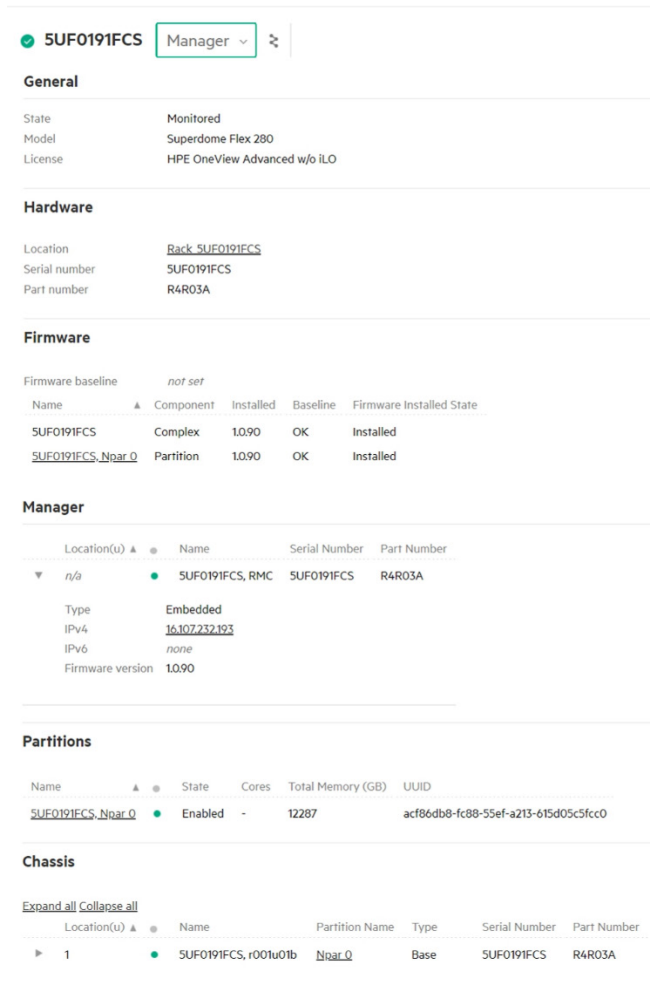 5UF0191FCS Manager
General
State Monitored
Model Superdome Flex 280
License HPE OneView Advanced w/o iLO
Hardware
Location Rack 5UF0191FCS
Serial number 5UF0191FCS
Part number R4R03A
Firmware
Firmware baseline not set
Name Component Installed Baseline Firmware Installed State
5UF0191FCS Complex 1.0.90 OK Installed
5UF0191FCS, Npar 0 Partition 1.0.90 OK Installed
Manager
Location(u) Name Serial Number Part Number
n/a 5UF0191FCS, RMC 5UF0191FCS R4R03A
Type Embedded
IPv4 16.107.232.193
IPv6 none
Firmware version 1.0.90
Partitions
Name State Cores Total Memory (GB) UUID
5UF0191FCS, Npar 0 Enabled - 12287 acf86db8-fc88-55ef-a213-615d05c5fcc0
Chassis
Expand all Collapse all
Location(u) Name Partition Name Type Serial Number Part Number
1 5UF0191FCS, r001u01b Npar 0 Base 5UF0191FCS R4R03A